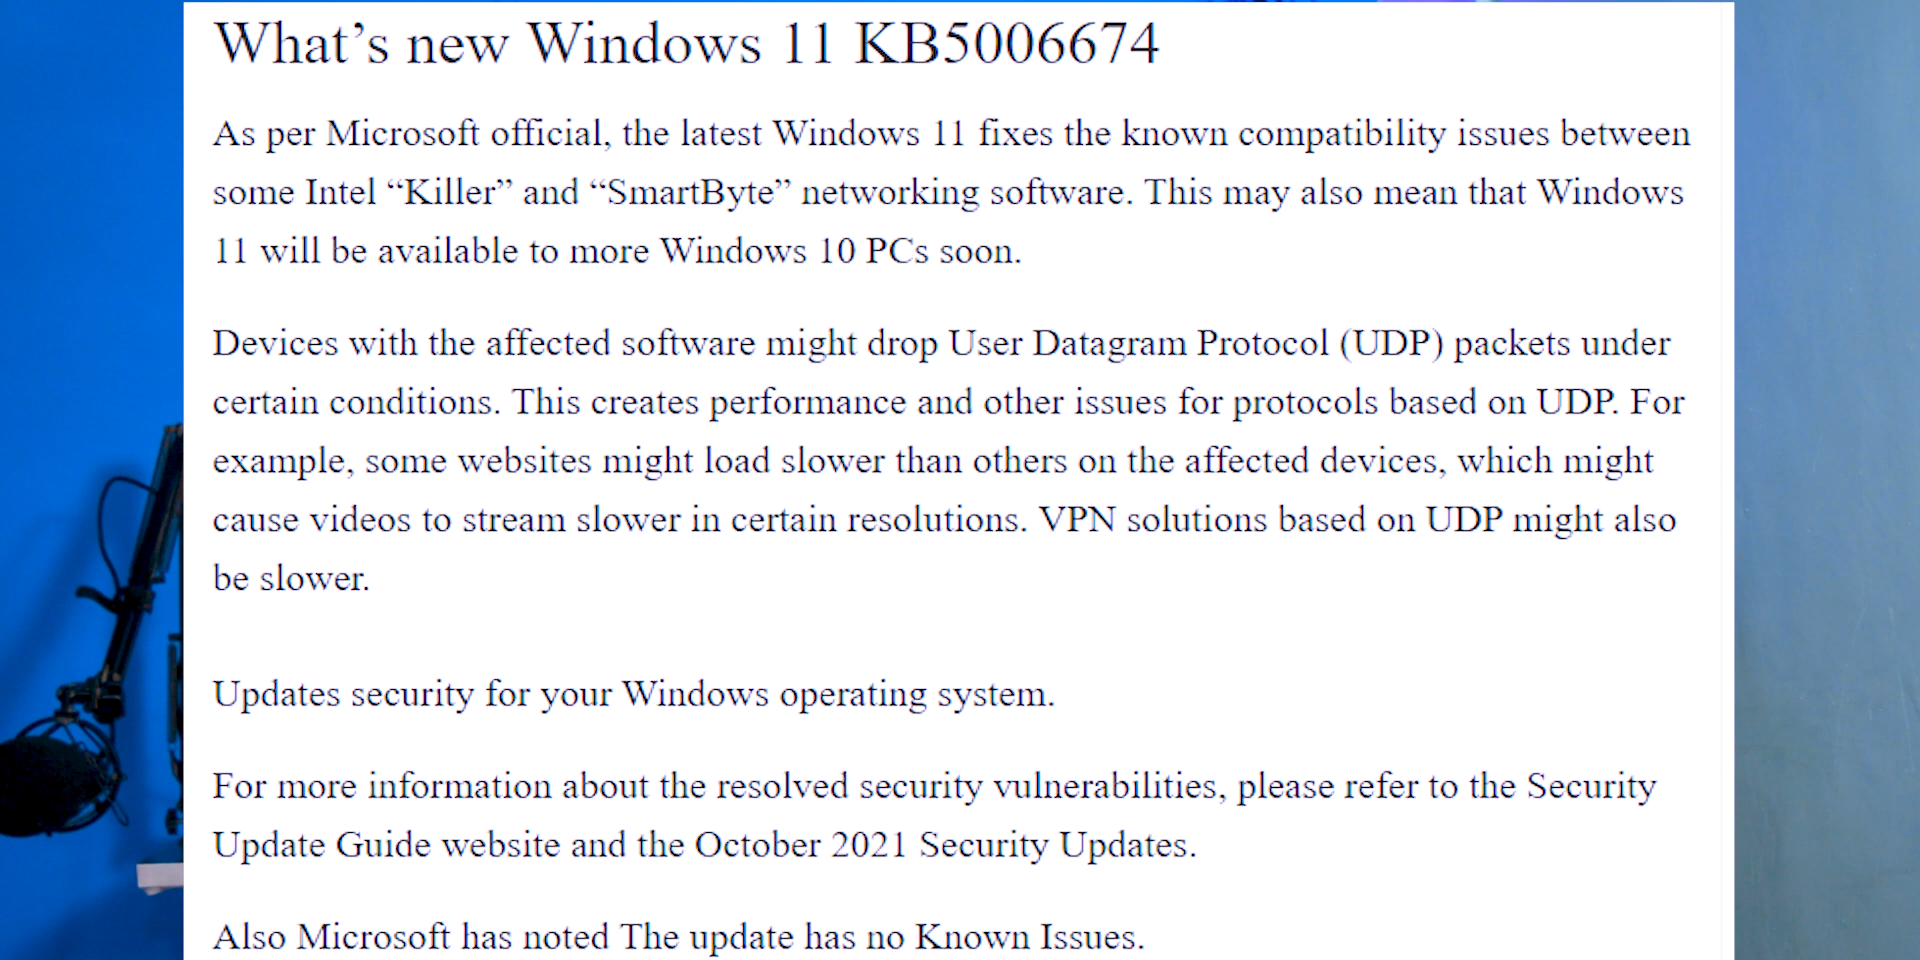 What’s new Windows 11 KB5006674
As per Microsoft official, the latest Windows 11 fixes the known compatibility issues between
some Intel “Killer” and “SmartByte” networking software. This may also mean that Windows
11 will be available to more Windows 10 PCs soon.
Devices with the affected software might drop User Datagram Protocol (UDP) packets under
certain conditions. This creates performance and other issues for protocols based on UDP. For
example, some websites might load slower than others on the affected devices, which might
cause videos to stream slower in certain resolutions. VPN solutions based on UDP might also
be slower.
Updates security for your Windows operating system.
For more information about the resolved security vulnerabilities, please refer to the Security
Update Guide website and the October 2021 Security Updates.
Also Microsoft has noted The update has no Known Issues.